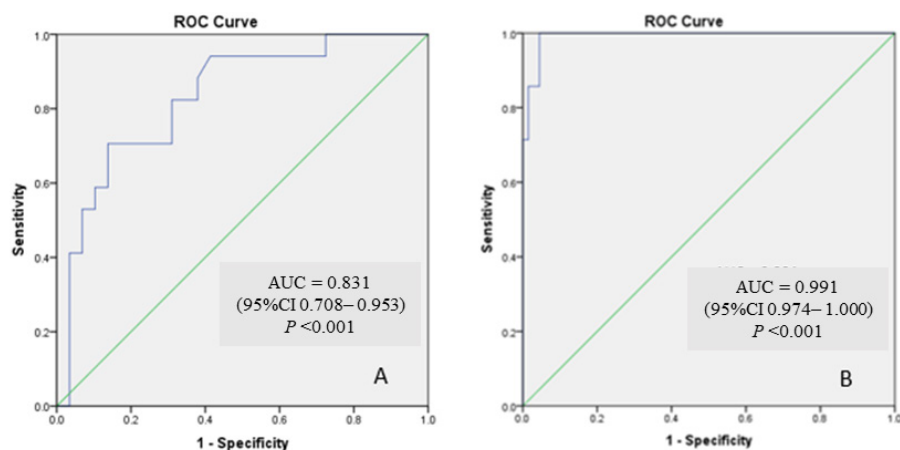 ROC Curve
1.0
0.8
0.6
0.4
0.2
0.0
Sensitivity
0.0
0.2
0.4
0.6
0.8
1.0
1 - Specificity
AUC = 0.831
(95%CI 0.708–0.953)
P <0.001
A
ROC Curve
1.0
0.8
0.6
0.4
0.2
0.0
Sensitivity
0.0
0.2
0.4
0.6
0.8
1.0
1 - Specificity
AUC = 0.991
(95%CI 0.974–1.000)
P <0.001
B